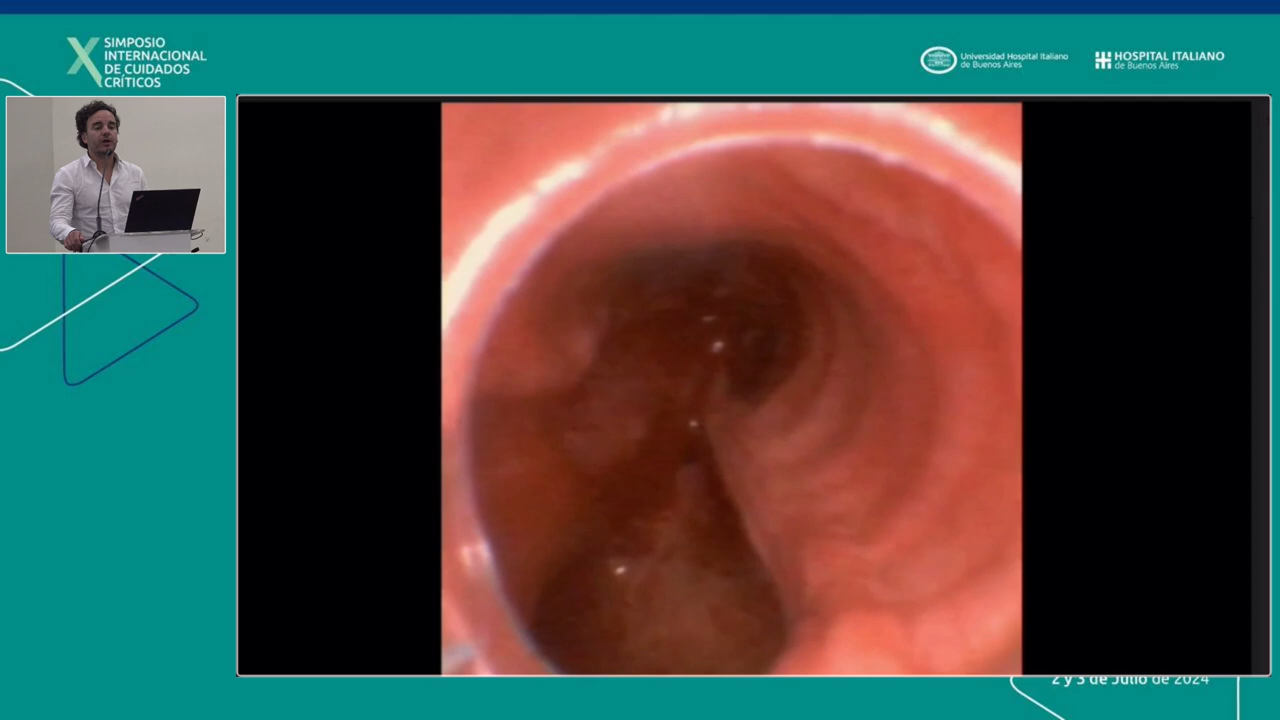 X SIMPOSIO
INTERNACIONAL
DE CUIDADOS
CRÍTICOS
Universidad Hospital Italiano
de Buenos Aires
HOSPITAL ITALIANO
de Buenos Aires
2 y 3 de Julio de 2024